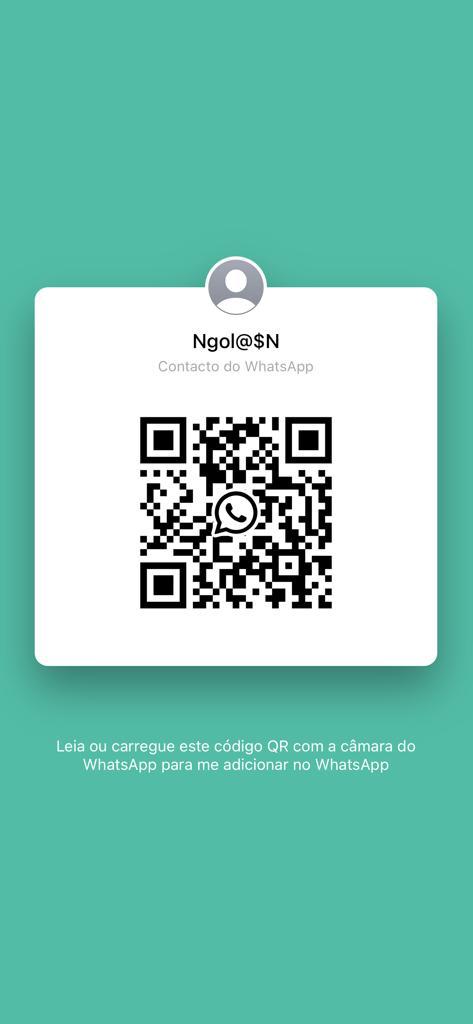 Ngol@$N
Contacto do WhatsApp
Leia ou carregue este código QR com a câmara do
WhatsApp para me adicionar no WhatsApp